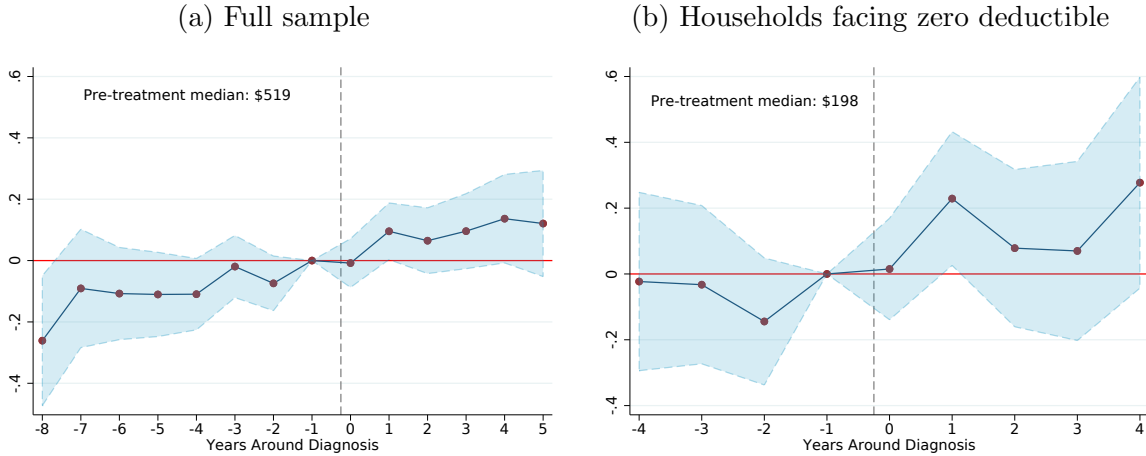 (a) Full sample
Pre-treatment median: $519
.6
.4
.2
0
-.2
-.4
-8 -7 -6 -5 -4 -3 -2 -1 0 1 2 3 4 5
Years Around Diagnosis
(b) Households facing zero deductible
Pre-treatment median: $198
.6
.4
.2
0
-.2
-.4
-4 -3 -2 -1 0 1 2 3 4
Years Around Diagnosis